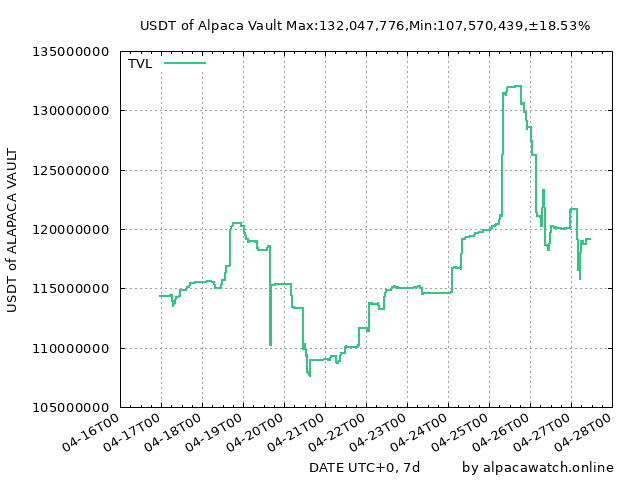 USDT of Alpaca Vault Max:132,047,776,Min:107,570,439,±18.53%
TVL
135000000
130000000
125000000
120000000
115000000
110000000
105000000
USDT of ALAPACA VAULT
04-16T00
04-17T00
04-18T00
04-19T00
04-20T00
04-21T00
04-22T00
04-23T00
04-24T00
04-25T00
04-26T00
04-27T00
04-28T00
DATE UTC+0, 7d
by alpacawatch.online